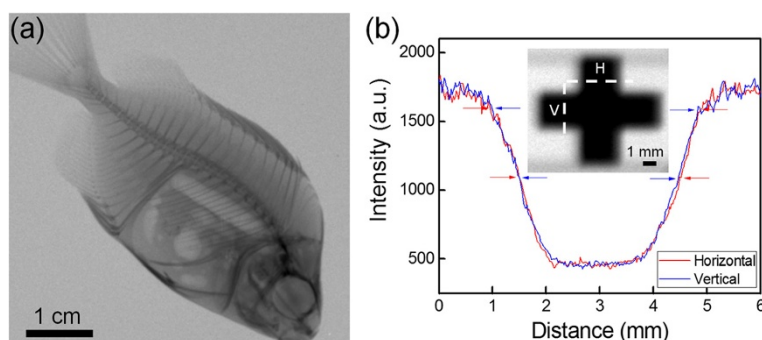 (a)
1 cm
(b)
2000
1500
1000
500
Intensity (a.u.)
H
V
1 mm
Horizontal
Vertical
0 1 2 3 4 5 6
Distance (mm)